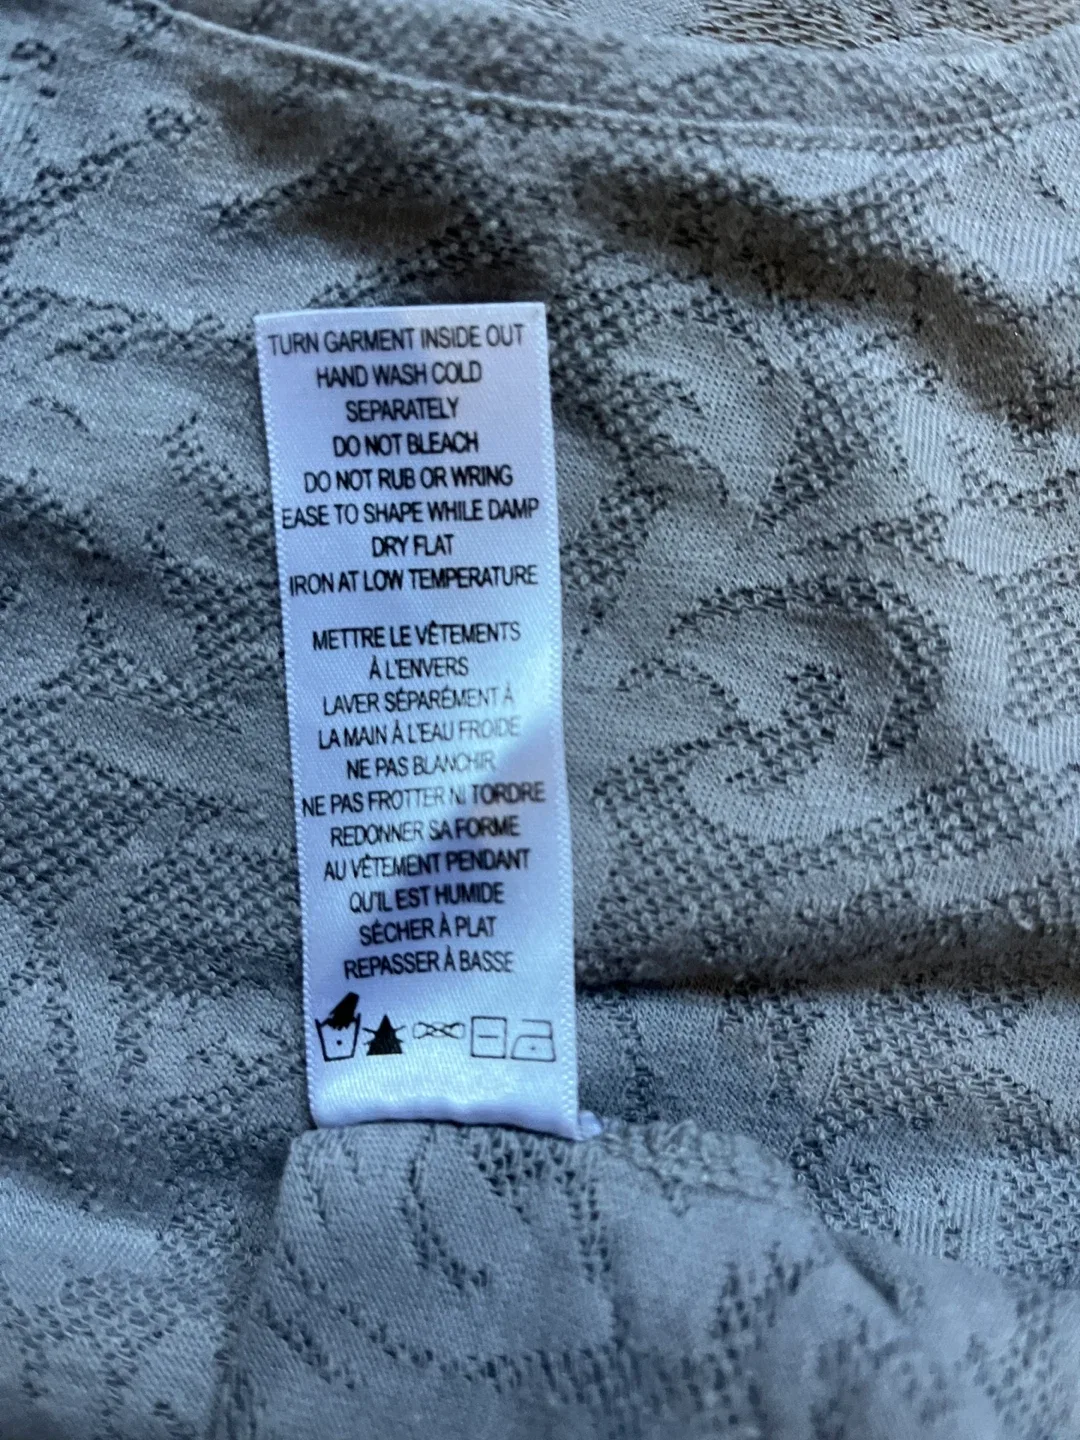 TURN GARMENT INSIDE OUT
HAND WASH COLD
SEPARATELY
DO NOT BLEACH
DO NOT RUB OR WRING
EASE TO SHAPE WHILE DAMP
DRY FLAT
IRON AT LOW TEMPERATURE
METTRE LE VÊTEMENTS
À L'ENVERS
LAVER SÉPARÉMENT À
LA MAIN À L'EAU FROIDE
NE PAS BLANCHIR
NE PAS FROTTER NI TORDRE
REDONNER SA FORME
AU VÊTEMENT PENDANT
QU'IL EST HUMIDE
SÉCHER À PLAT
REPASSER À BASSE